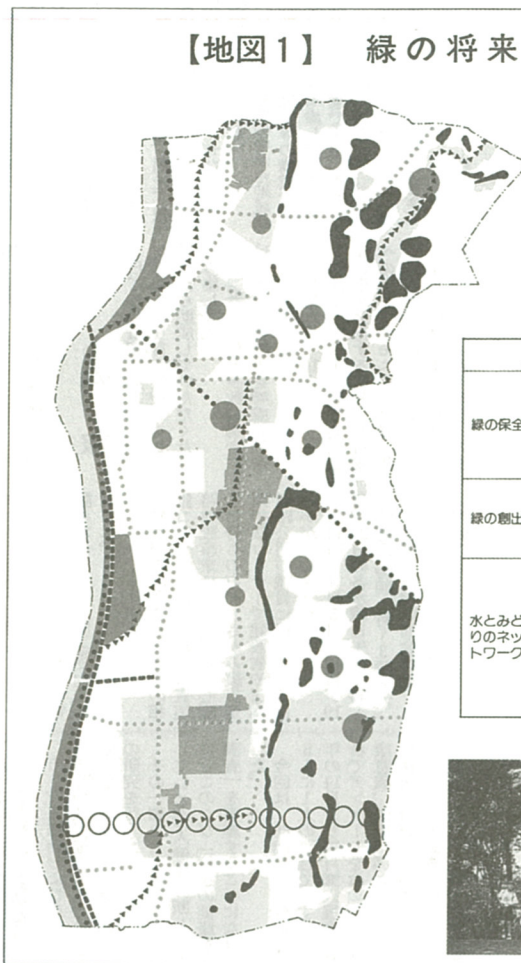 【地図1】 緑の将来
緑の保全
緑の創出
水とみど
りのネッ
トワーク